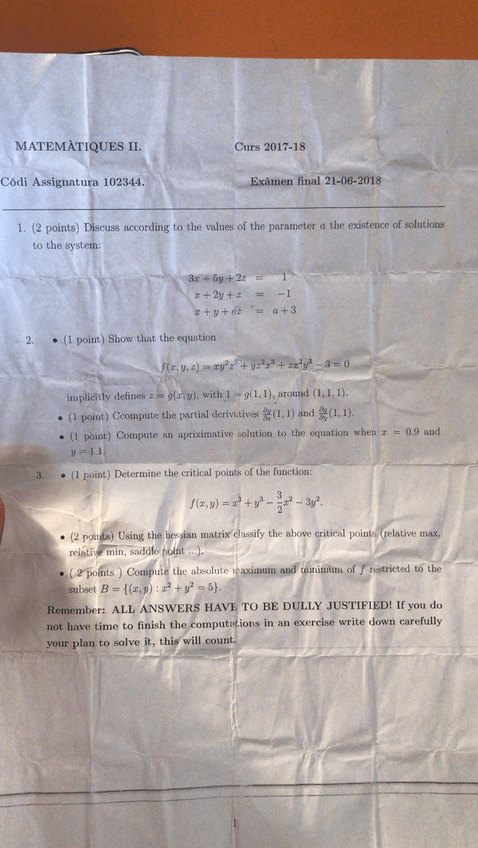 MATEMÀTIQUES II. Curs 2017-18
Códi Assignatura 102344. Exàmen final 21-06-2018
1. (2 points) Discuss according to the values of the parameter a the existence of solutions
to the system:
3x + 5y + 2z = 1
x + 2y + z = −1
x + y + az = a + 3
2. • (1 point) Show that the equation
f(x, y, z) = xy²z³ + yz²x³ + zx²y³ − 3 = 0
implicitly defines z = g(x, y), with 1 = g(1, 1), around (1, 1, 1).
• (1 point) Ccompute the partial derivatives ∂g/∂x (1, 1) and ∂g/∂y (1, 1).
• (1 point) Compute an apriximative solution to the equation when x = 0.9 and
y = 1.1.
3. • (1 point) Determine the critical points of the function:
f(x, y) = x³ + y³ − 3/2 x² − 3y².
• (2 points) Using the hessian matrix classify the above critical points (relative max,
relative min, saddle point ...).
• ( 2 points ) Compute the absolute maximum and minimum of f restricted to the
subset B = {(x, y) : x² + y² = 5}.
Remember: ALL ANSWERS HAVE TO BE DULLY JUSTIFIED! If you do
not have time to finish the computations in an exercise write down carefully
your plan to solve it, this will count.
1